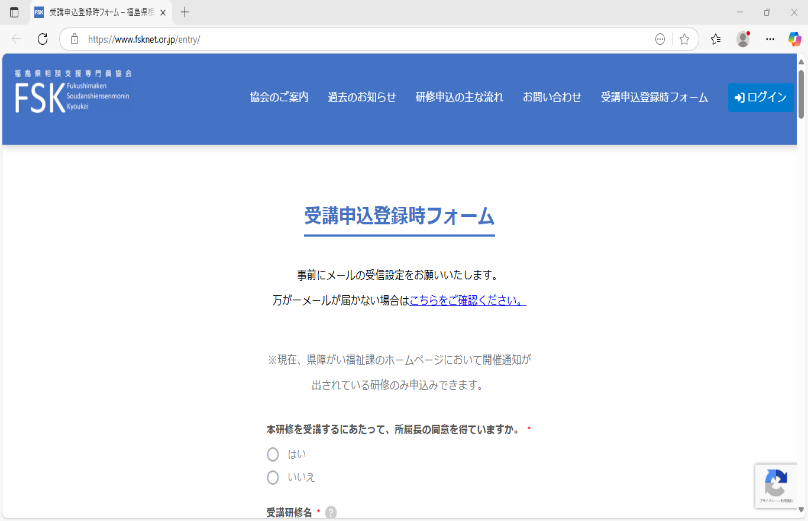 受講申込登録時フォーム – 福島県相
https://www.fsknet.or.jp/entry/
福島県相談支援専門員協会
FSK
Fukushimaken
Soudanshiensenmonin
Kyoukai
協会のご案内
過去のお知らせ
研修申込の主な流れ
お問い合わせ
受講申込登録時フォーム
ログイン
受講申込登録時フォーム
事前にメールの受信設定をお願いいたします。
万が一メールが届かない場合はこちらをご確認ください。
※現在、県障がい福祉課のホームページにおいて開催通知が
出されている研修のみ申込みできます。
本研修を受講するにあたって、所属長の同意を得ていますか。 *
はい
いいえ
受講研修名 * ?